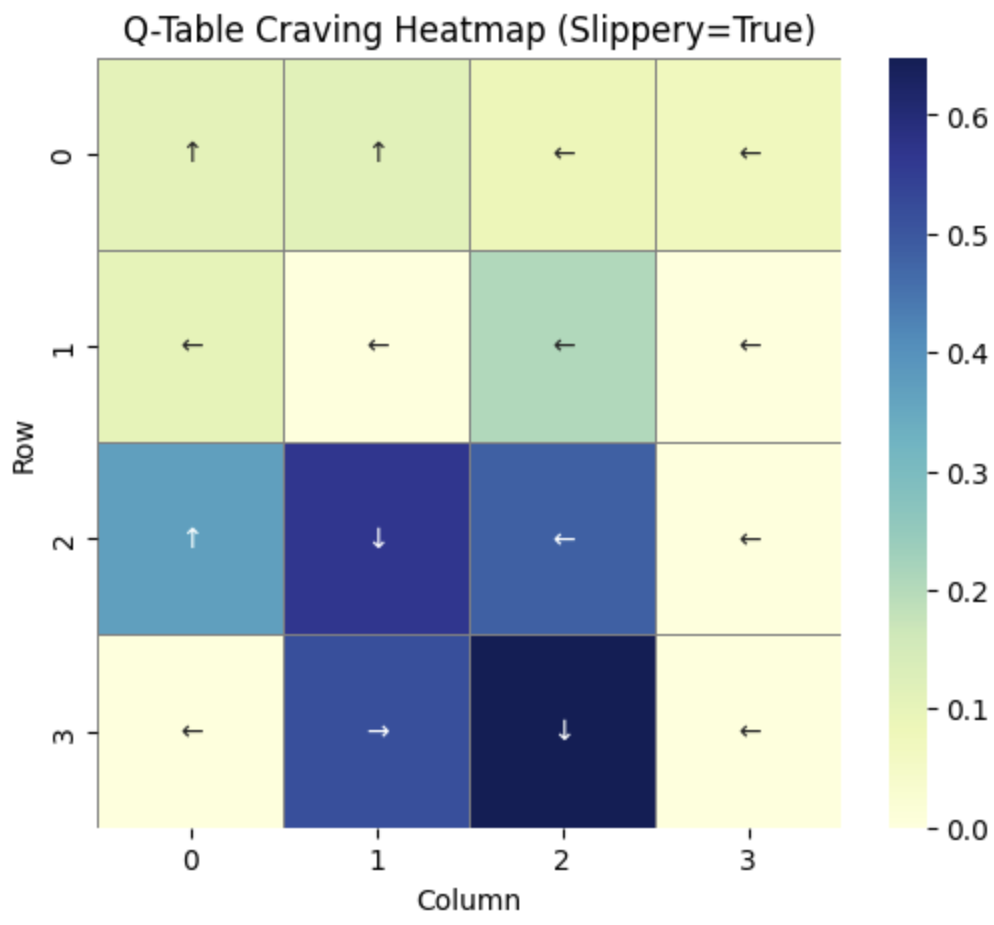 Q-Table Craving Heatmap (Slippery=True)
0 ↑ ↑ ← ←
1 ← ← ← ←
2 ↑ ↓ ← ←
3 ← → ↓ ←
0 1 2 3
Row
Column
0.6
0.5
0.4
0.3
0.2
0.1
0.0